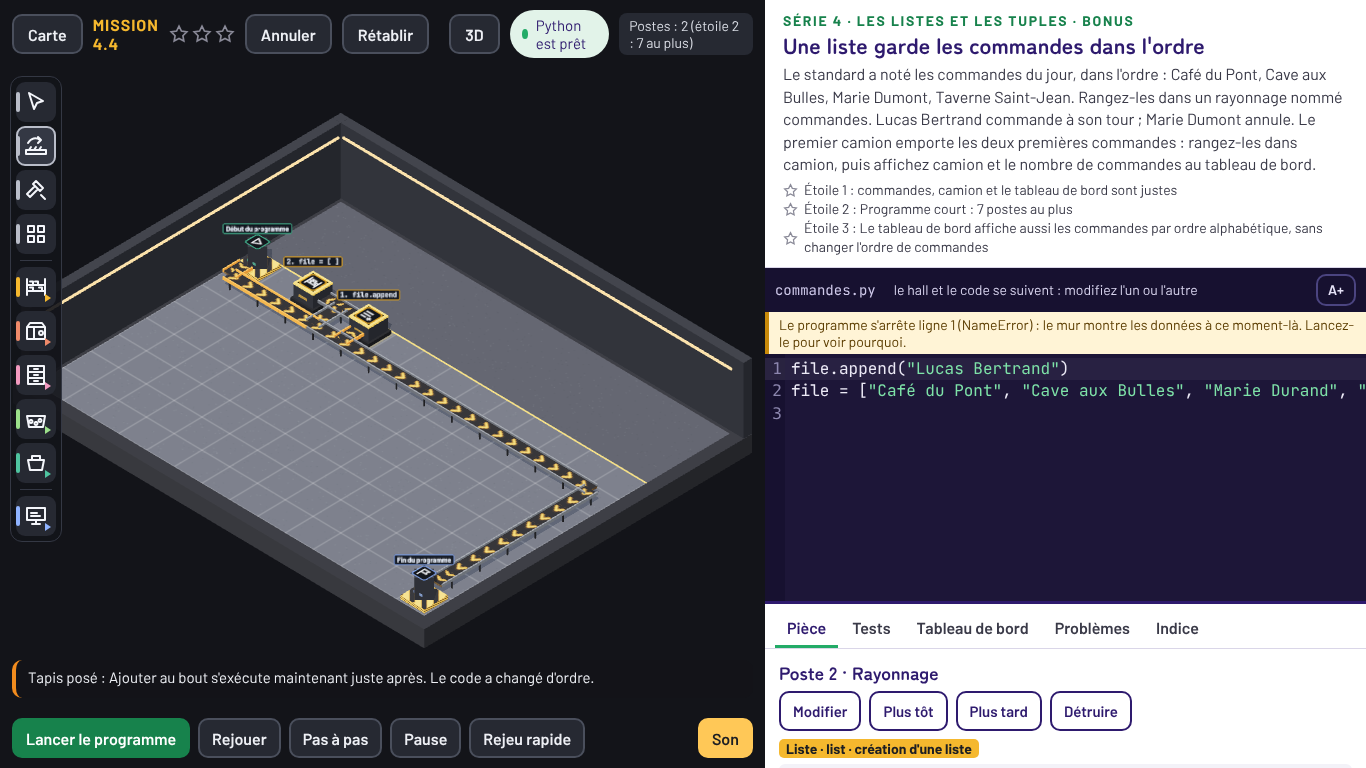 Carte
MISSION
4.4
Annuler
Rétablir
3D
Python
est prêt
Postes : 2 (étoile 2
: 7 au plus)
Début du programme
2. file = [ ]
1. file.append
Fin du programme
Tapis posé : Ajouter au bout s'exécute maintenant juste après. Le code a changé d'ordre.
Lancer le programme
Rejouer
Pas à pas
Pause
Rejeu rapide
Son
SÉRIE 4 · LES LISTES ET LES TUPLES · BONUS
Une liste garde les commandes dans l'ordre
Le standard a noté les commandes du jour, dans l'ordre : Café du Pont, Cave aux
Bulles, Marie Dumont, Taverne Saint-Jean. Rangez-les dans un rayonnage nommé
commandes. Lucas Bertrand commande à son tour ; Marie Dumont annule. Le
premier camion emporte les deux premières commandes : rangez-les dans
camion, puis affichez camion et le nombre de commandes au tableau de bord.
Étoile 1 : commandes, camion et le tableau de bord sont justes
Étoile 2 : Programme court : 7 postes au plus
Étoile 3 : Le tableau de bord affiche aussi les commandes par ordre alphabétique, sans
changer l'ordre de commandes
commandes.py
le hall et le code se suivent : modifiez l'un ou l'autre
A+
Le programme s'arrête ligne 1 (NameError) : le mur montre les données à ce moment-là. Lancez-
le pour voir pourquoi.
1 file.append("Lucas Bertrand")
2 file = ["Café du Pont", "Cave aux Bulles", "Marie Durand", "
3
Pièce
Tests
Tableau de bord
Problèmes
Indice
Poste 2 · Rayonnage
Modifier
Plus tôt
Plus tard
Détruire
Liste · list · création d'une liste